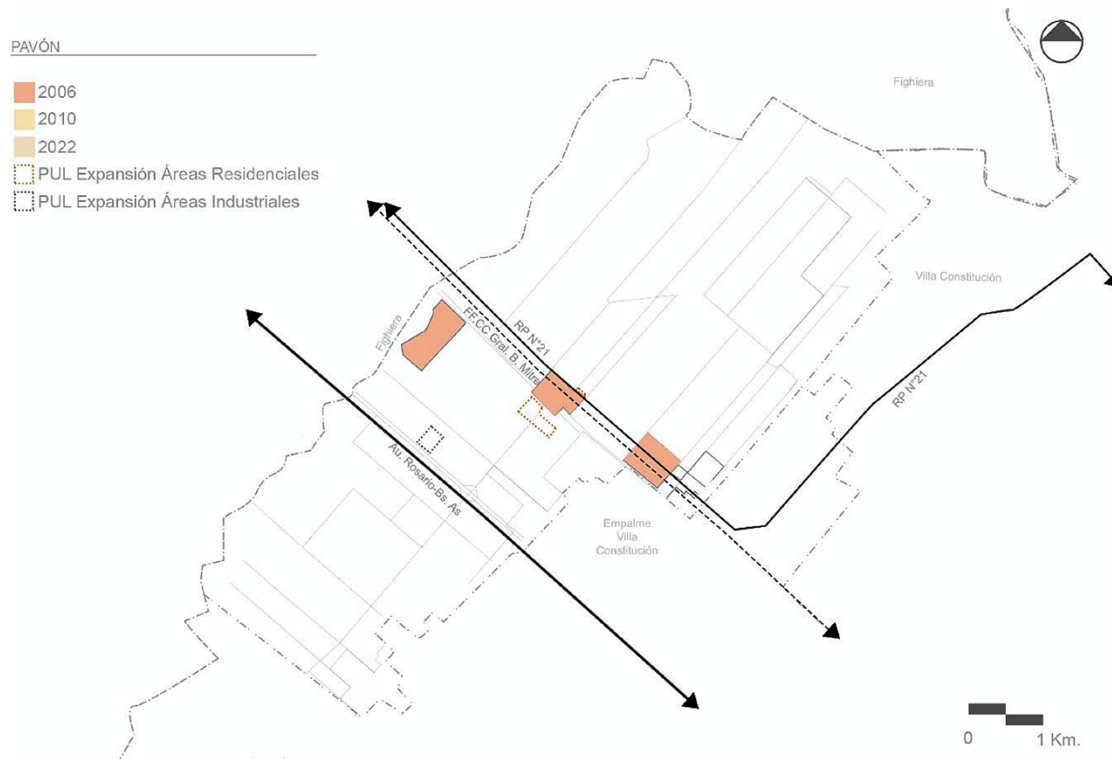 PAVÓN
2006
2010
2022
PUL Expansión Áreas Residenciales
PUL Expansión Áreas Industriales
Fighiera
Villa Constitución
Fighiera
FFCC Gral. B. Mitre
RP N°21
RP N°21
Au. Rosario-Bs. As
Empalme
Villa
Constitución
0 1 Km.